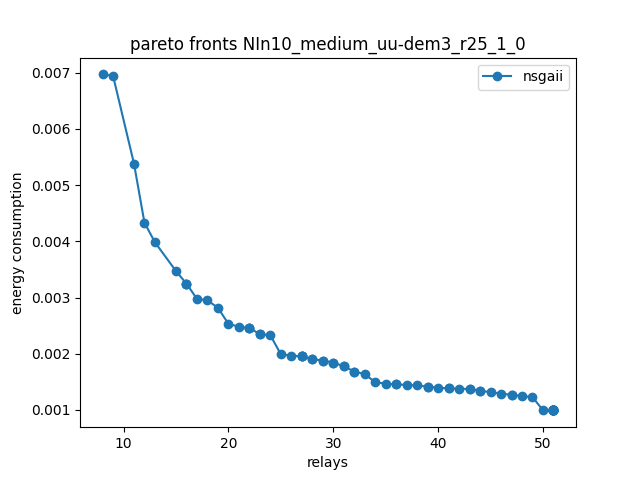 pareto fronts NIn10_medium_uu-dem3_r25_1_0
nsgaii
0.007
0.006
0.005
0.004
0.003
0.002
0.001
energy consumption
10 20 30 40 50
relays